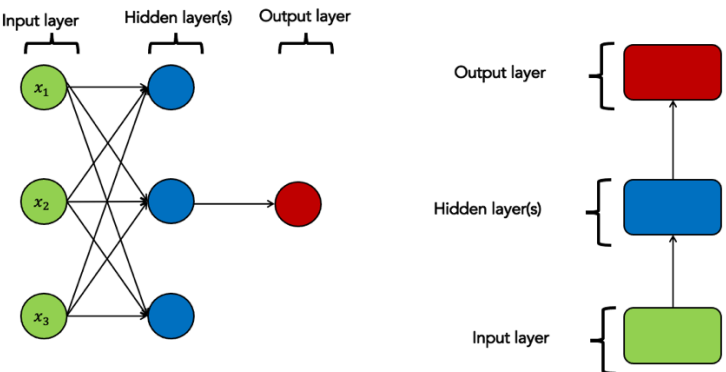 Input layer
Hidden layer(s)
Output layer
x₁
x₂
x₃
Output layer
Hidden layer(s)
Input layer